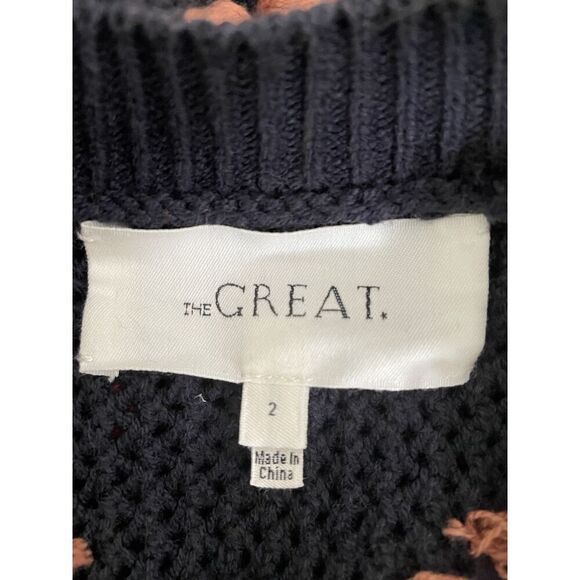 THE GREAT.
2
Made In
China